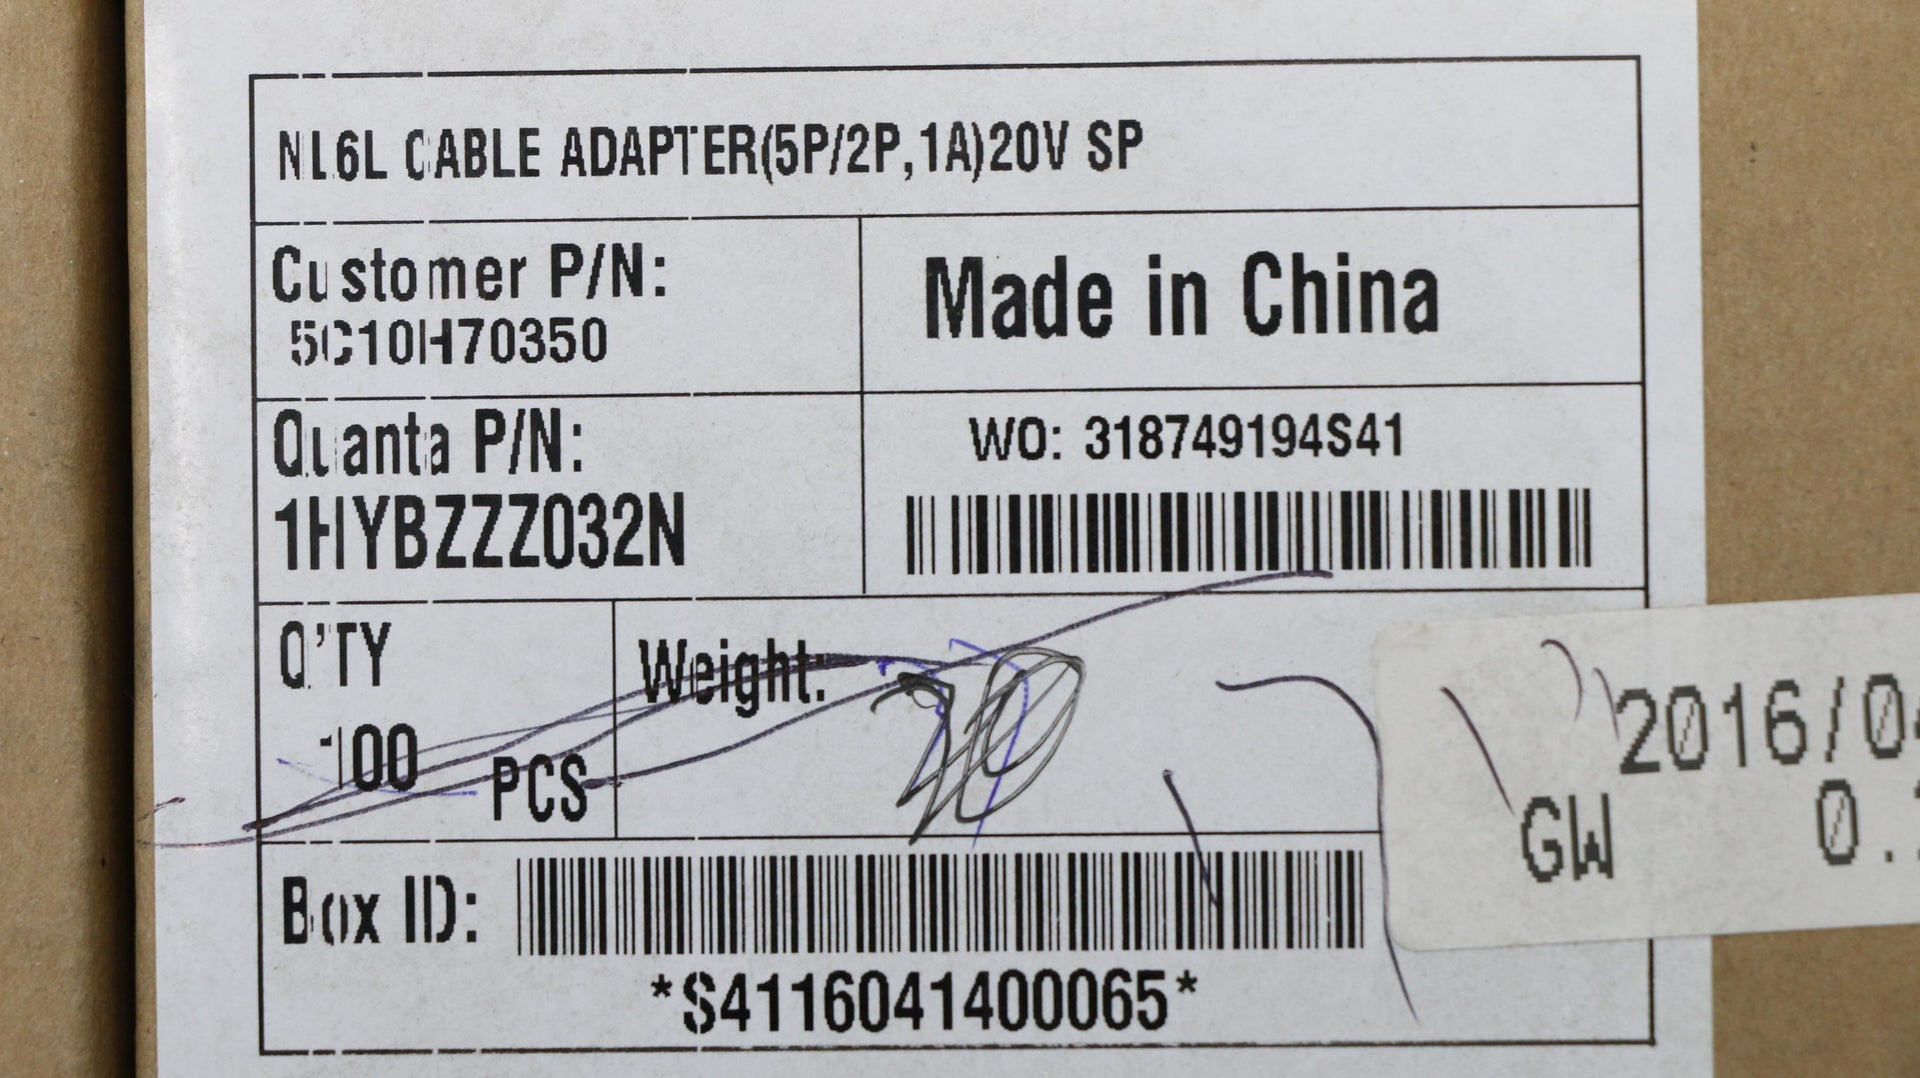 NL6L CABLE ADAPTER(5P/2P,1A)20V SP
Customer P/N:
5C10H70350
Made in China
Quanta P/N:
1HYBZZZ032N
WO: 318749194S41
Q'TY
100
PCS
Weight:
2016/0
GW
0.
Box ID:
*S4116041400065*